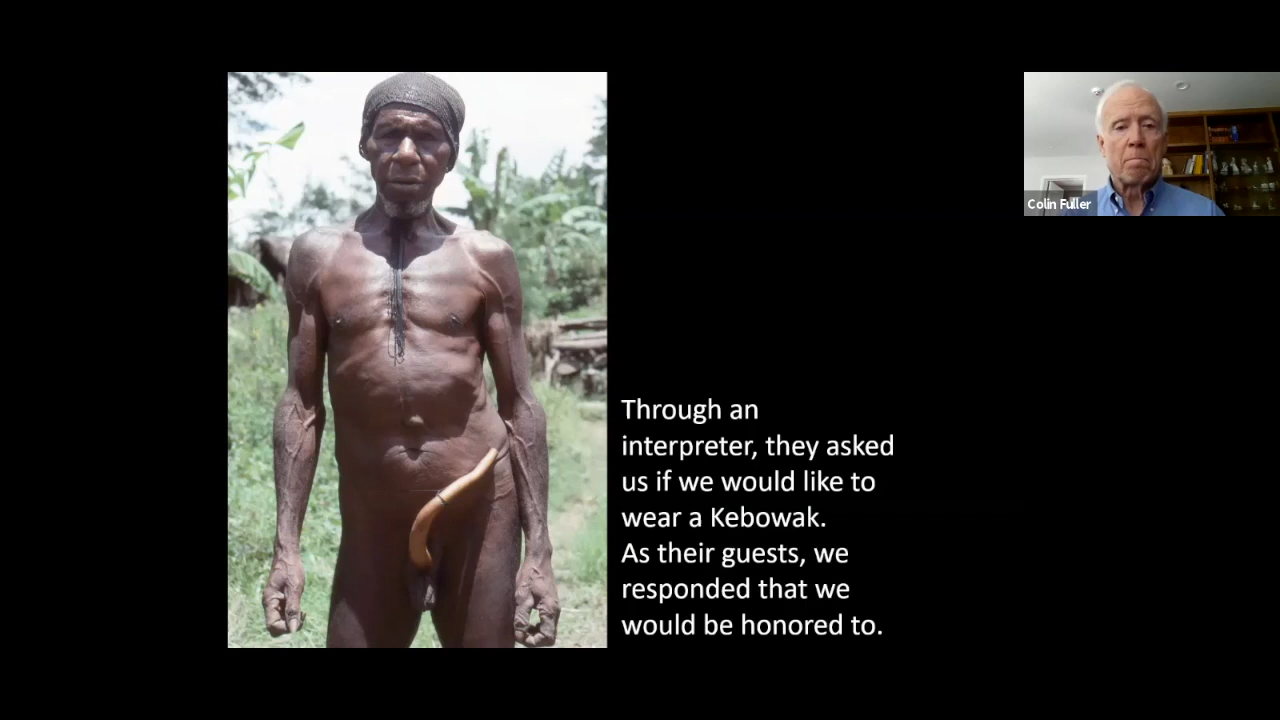 Colin Fuller
Through an
interpreter, they asked
us if we would like to
wear a Kebowak.
As their guests, we
responded that we
would be honored to.